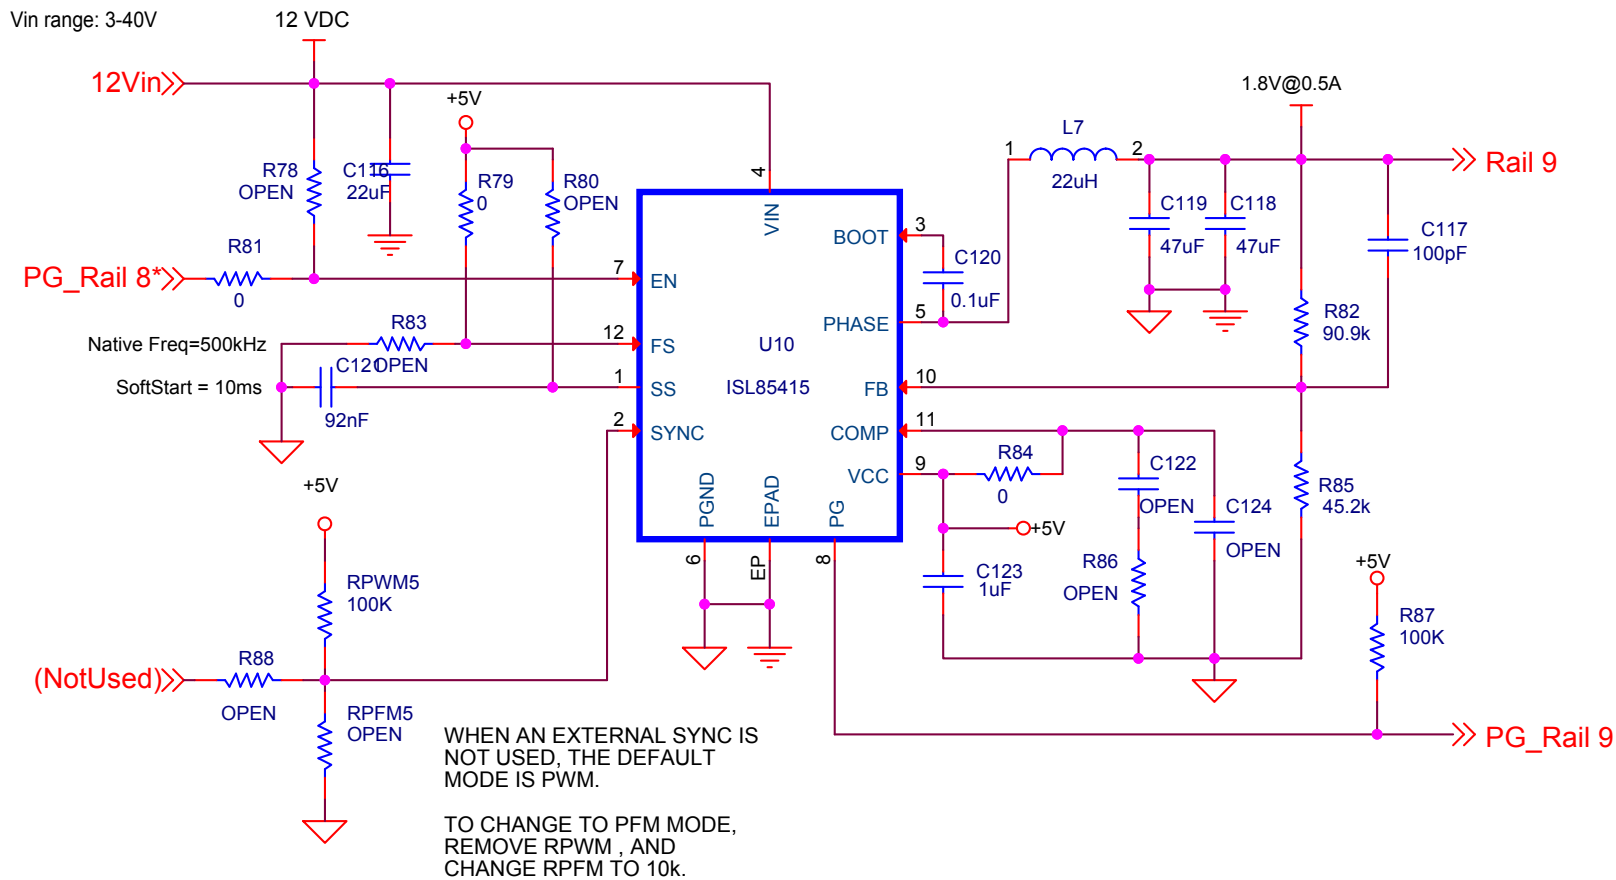 Vin range: 3-40V
12 VDC
12Vin
+5V
1.8V@0.5A
L7
1
2
22uH
Rail 9
R78
OPEN
C116
22uF
R79
0
R80
OPEN
4
VIN
BOOT
3
C120
0.1uF
C119
47uF
C118
47uF
C117
100pF
R81
0
PG_Rail 8*
7
EN
PHASE
5
R82
90.9k
Native Freq=500kHz
R83
OPEN
12
FS
U10
ISL85415
SoftStart = 10ms
C121
92nF
1
SS
FB
10
2
SYNC
COMP
11
VCC
9
R84
0
C122
OPEN
C124
OPEN
R85
45.2k
PGND
EPAD
PG
6
EP
8
+5V
C123
1uF
R86
OPEN
+5V
RPWM5
100K
+5V
R87
100K
(NotUsed)
R88
OPEN
RPFM5
OPEN
PG_Rail 9
WHEN AN EXTERNAL SYNC IS
NOT USED, THE DEFAULT
MODE IS PWM.
TO CHANGE TO PFM MODE,
REMOVE RPWM , AND
CHANGE RPFM TO 10k.